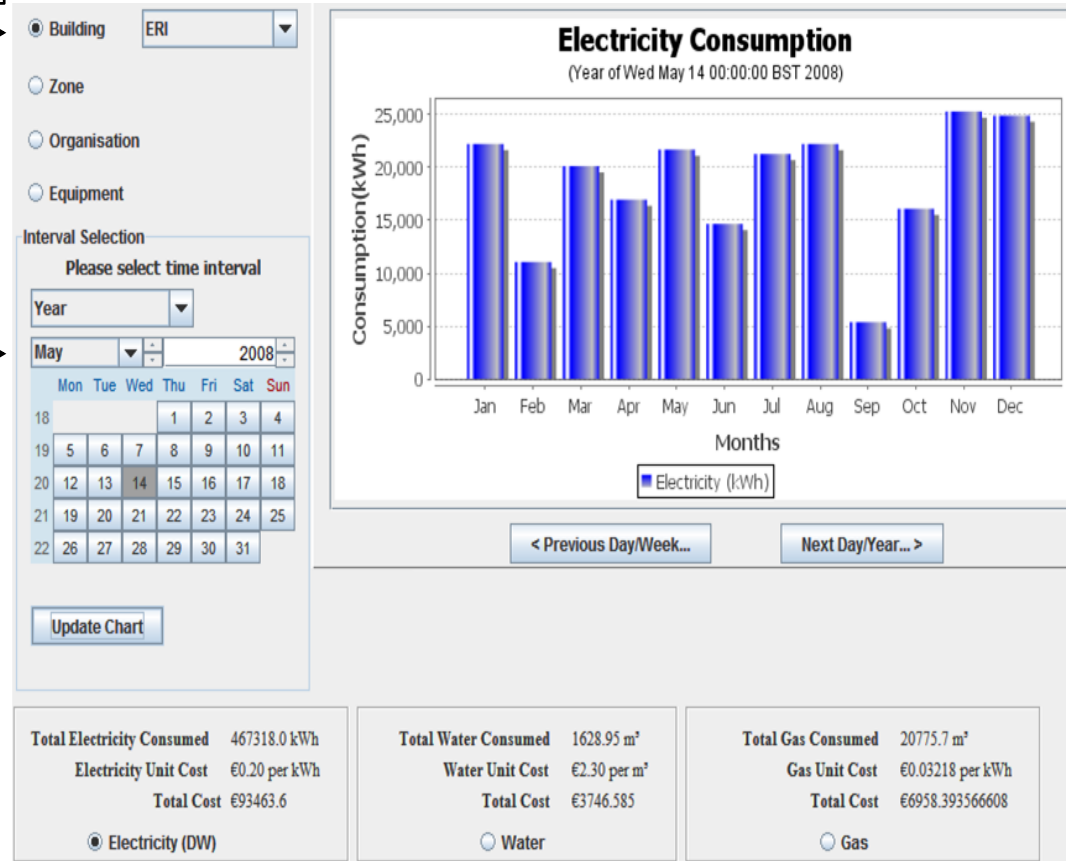 Building ERI
Zone
Organisation
Equipment
Interval Selection
Please select time interval
Year
May 2008
Mon Tue Wed Thu Fri Sat Sun
18 1 2 3 4
19 5 6 7 8 9 10 11
20 12 13 14 15 16 17 18
21 19 20 21 22 23 24 25
22 26 27 28 29 30 31
Update Chart
Electricity Consumption
(Year of Wed May 14 00:00:00 BST 2008)
Consumption(kWh)
25,000
20,000
15,000
10,000
5,000
0
Jan Feb Mar Apr May Jun Jul Aug Sep Oct Nov Dec
Months
Electricity (kWh)
< Previous Day/Week... Next Day/Year... >
Total Electricity Consumed 467318.0 kWh
Electricity Unit Cost €0.20 per kWh
Total Cost €93463.6
Electricity (DW)
Total Water Consumed 1628.95 m³
Water Unit Cost €2.30 per m³
Total Cost €3746.585
Water
Total Gas Consumed 20775.7 m³
Gas Unit Cost €0.03218 per kWh
Total Cost €6958.393566608
Gas